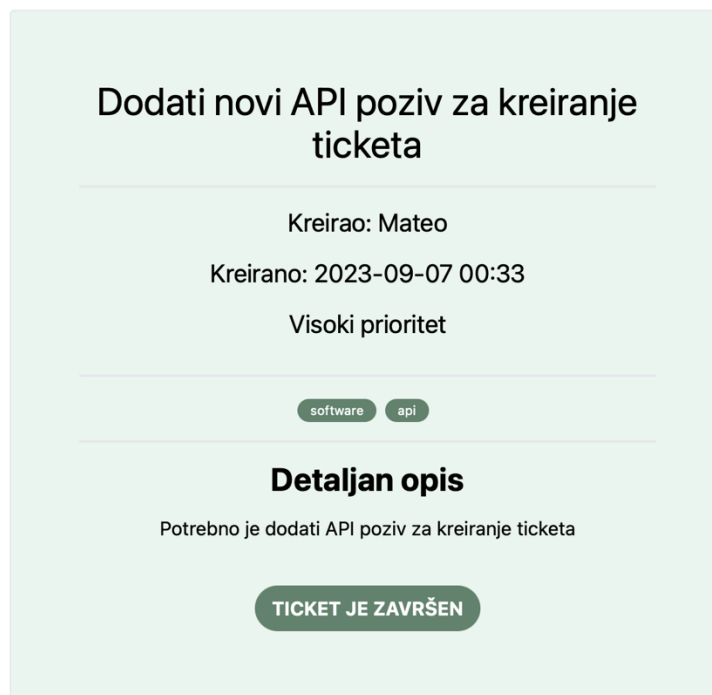 Dodati novi API poziv za kreiranje
ticketa
Kreirao: Mateo
Kreirano: 2023-09-07 00:33
Visoki prioritet
software api
Detaljan opis
Potrebno je dodati API poziv za kreiranje ticketa
TICKET JE ZAVRŠEN